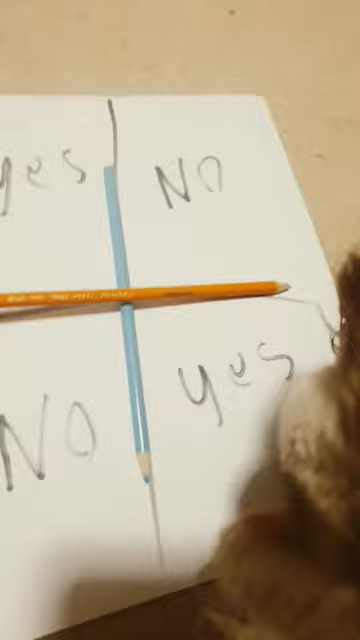 yes NO
NO yes